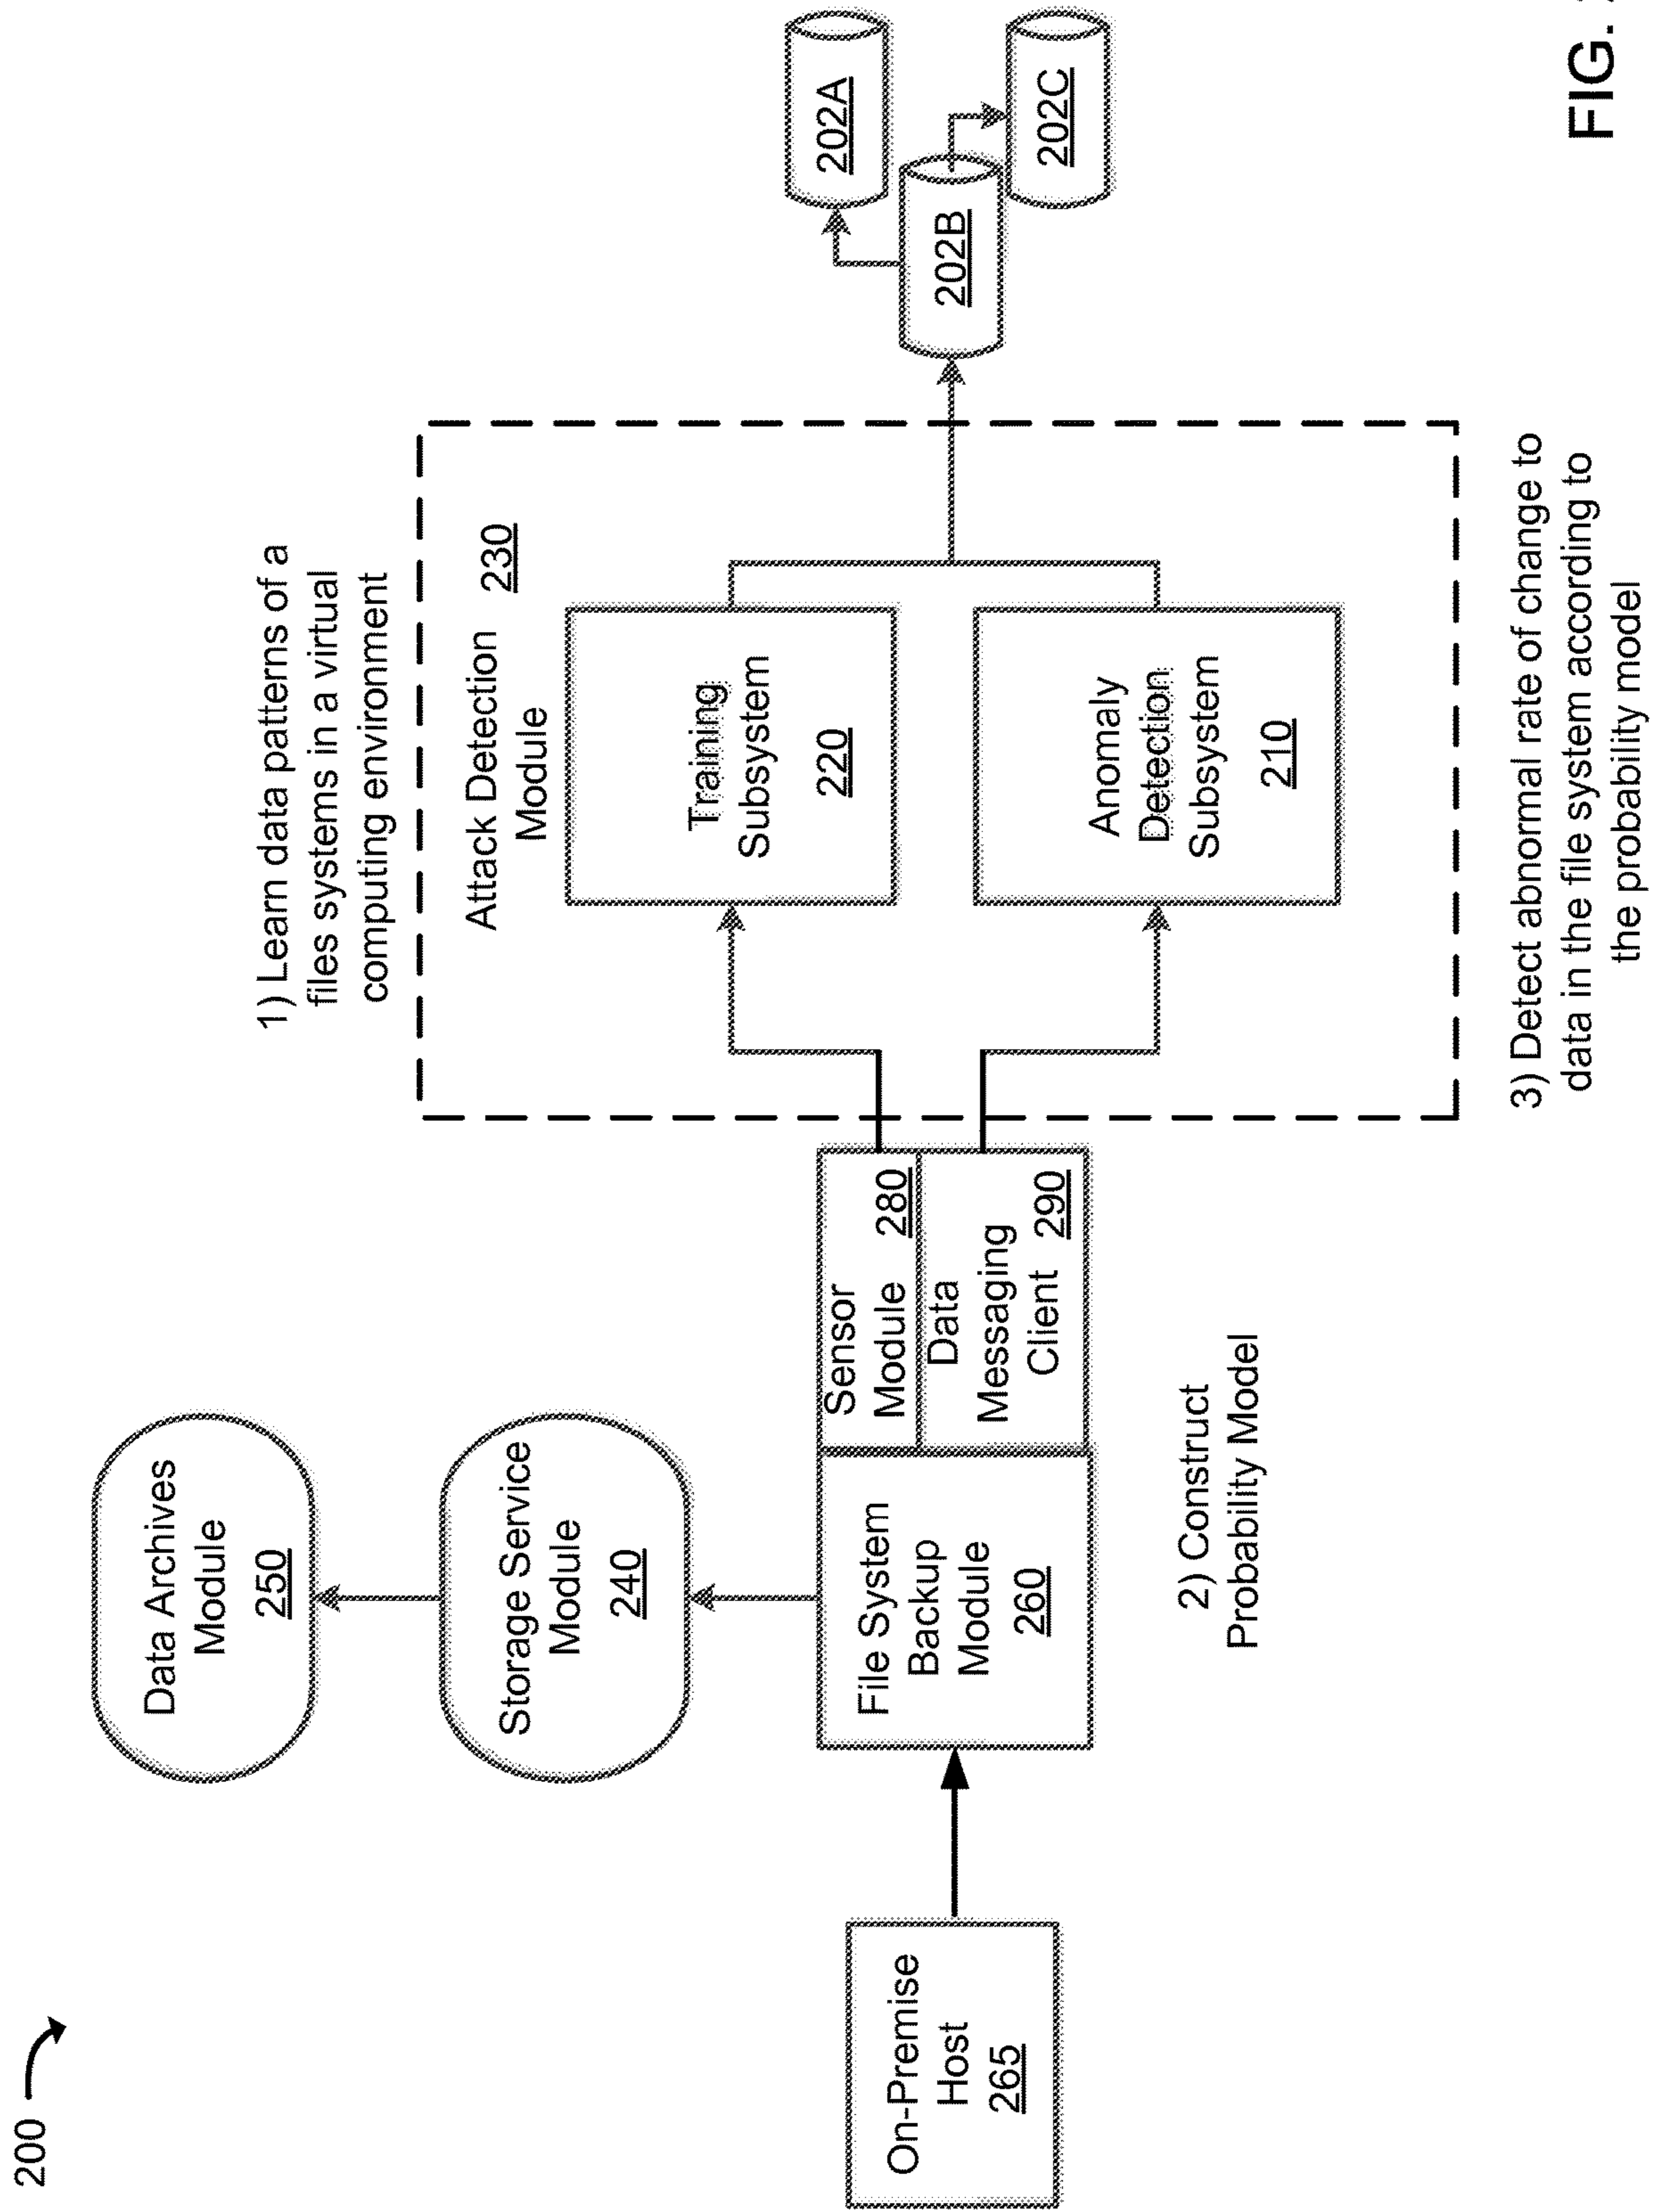 200
Data Archives
Module
250
Storage Service
Module
240
On-Premise
Host
265
File System
Backup
Module
260
Sensor
Module 280
Data
Messaging
Client 290
2) Construct
Probability Model
1) Learn data patterns of a
files systems in a virtual
computing environment
Attack Detection
Module 230
Training
Subsystem
220
Anomaly
Detection
Subsystem
210
3) Detect abnormal rate of change to
data in the file system according to
the probability model
202A
202B
202C
FIG.